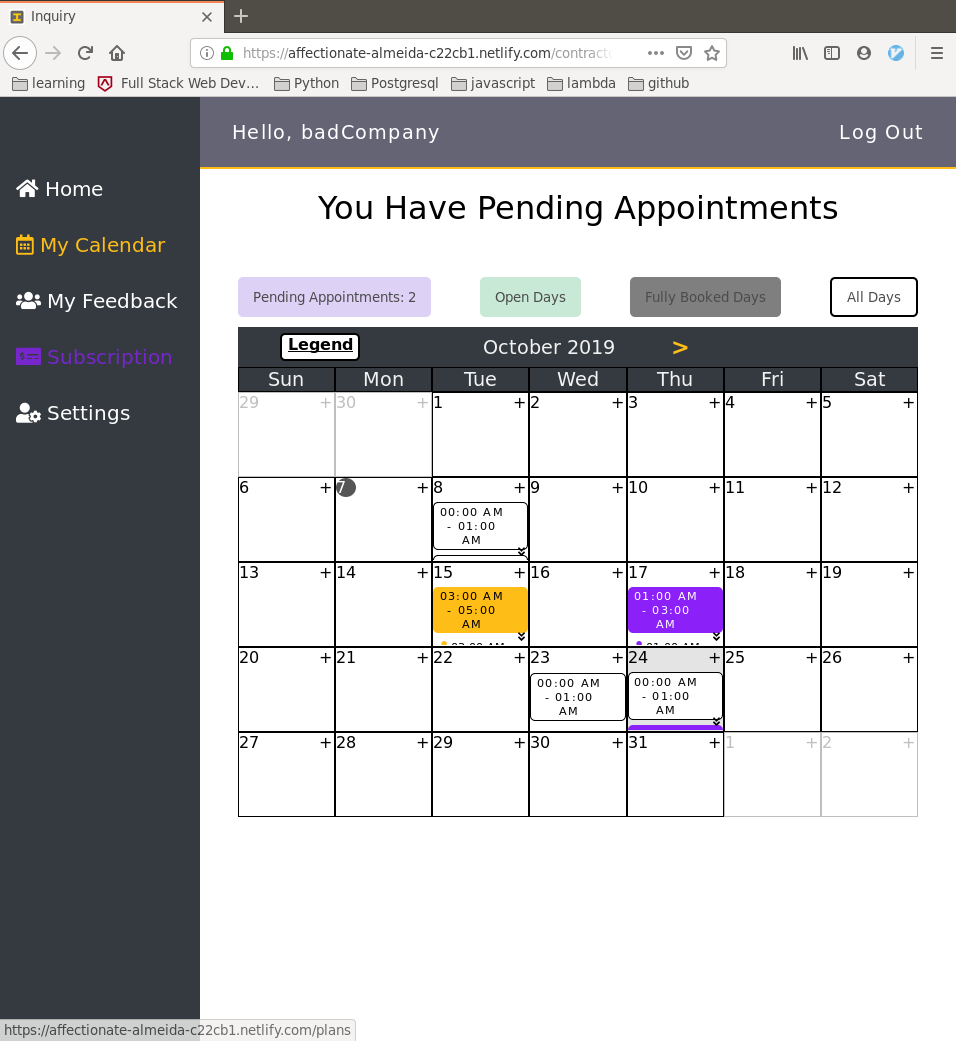 Inquiry
https://affectionate-almeida-c22cb1.netlify.com/contract
learning Full Stack Web Dev… Python Postgresql javascript lambda github
Hello, badCompany Log Out
Home
My Calendar
My Feedback
Subscription
Settings
You Have Pending Appointments
Pending Appointments: 2 Open Days Fully Booked Days All Days
Legend October 2019 >
Sun Mon Tue Wed Thu Fri Sat
29 + 30 + 1 + 2 + 3 + 4 + 5 +
6 + 7 + 8 + 9 + 10 + 11 + 12 +
00:00 AM
- 01:00
AM
13 + 14 + 15 + 16 + 17 + 18 + 19 +
03:00 AM 01:00 AM
- 05:00 - 03:00
AM AM
20 + 21 + 22 + 23 + 24 + 25 + 26 +
00:00 AM 00:00 AM
- 01:00 - 01:00
AM AM
27 + 28 + 29 + 30 + 31 + 1 + 2 +
https://affectionate-almeida-c22cb1.netlify.com/plans